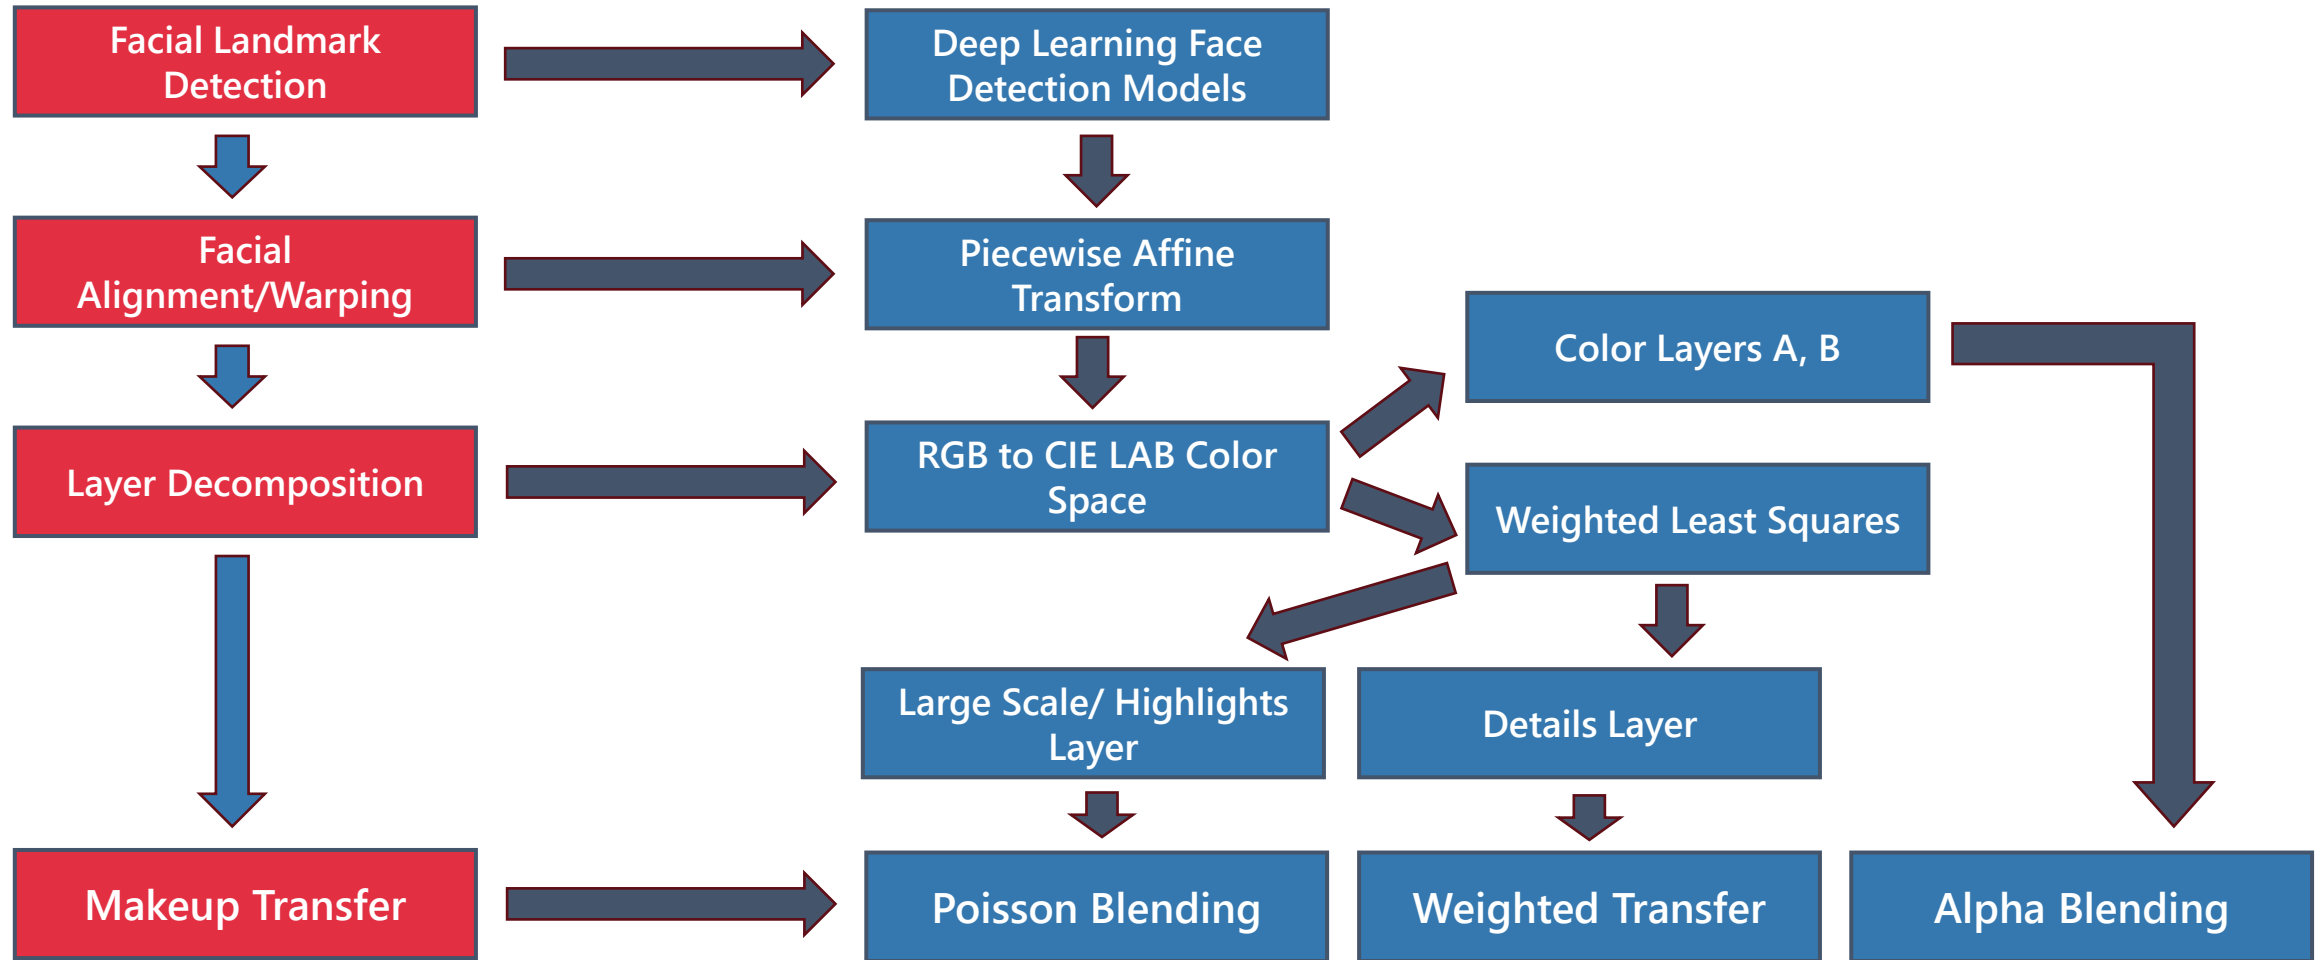 Facial Landmark
Detection
Deep Learning Face
Detection Models
Facial
Alignment/Warping
Piecewise Affine
Transform
Color Layers A, B
Layer Decomposition
RGB to CIE LAB Color
Space
Weighted Least Squares
Large Scale/ Highlights
Layer
Details Layer
Makeup Transfer
Poisson Blending
Weighted Transfer
Alpha Blending